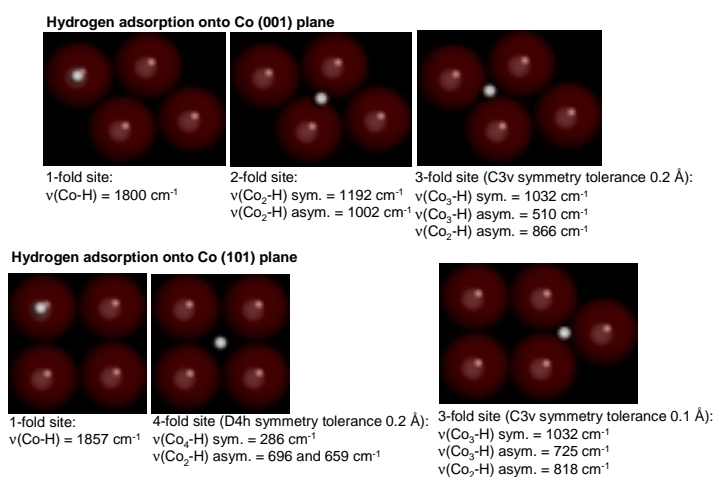 Hydrogen adsorption onto Co (001) plane
1-fold site:
ν(Co-H) = 1800 cm⁻¹
2-fold site:
ν(Co₂-H) sym. = 1192 cm⁻¹
ν(Co₂-H) asym. = 1002 cm⁻¹
3-fold site (C3v symmetry tolerance 0.2 Å):
ν(Co₃-H) sym. = 1032 cm⁻¹
ν(Co₃-H) asym. = 510 cm⁻¹
ν(Co₂-H) asym. = 866 cm⁻¹
Hydrogen adsorption onto Co (101) plane
1-fold site:
ν(Co-H) = 1857 cm⁻¹
4-fold site (D4h symmetry tolerance 0.2 Å):
ν(Co₄-H) sym. = 286 cm⁻¹
ν(Co₂-H) asym. = 696 and 659 cm⁻¹
3-fold site (C3v symmetry tolerance 0.1 Å):
ν(Co₃-H) sym. = 1032 cm⁻¹
ν(Co₃-H) asym. = 725 cm⁻¹
ν(Co₂-H) asym. = 818 cm⁻¹